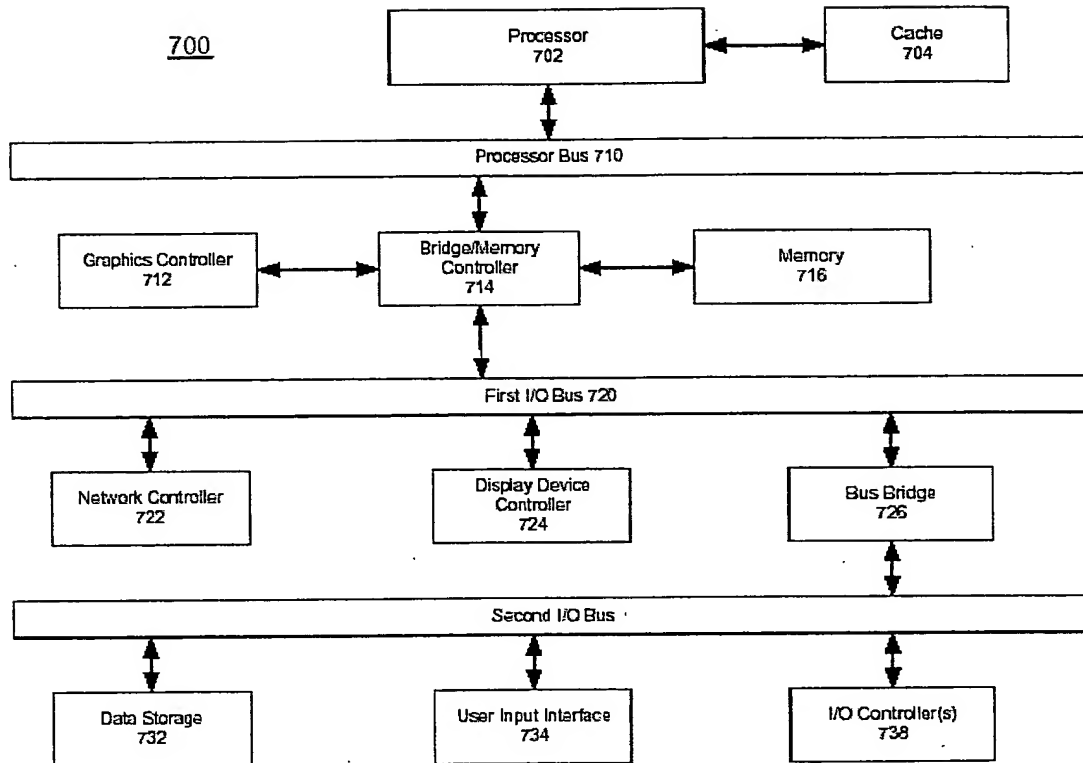 700
Processor
702
Cache
704
Processor Bus 710
Graphics Controller
712
Bridge/Memory
Controller
714
Memory
716
First I/O Bus 720
Network Controller
722
Display Device
Controller
724
Bus Bridge
726
Second I/O Bus
Data Storage
732
User Input Interface
734
I/O Controller(s)
738